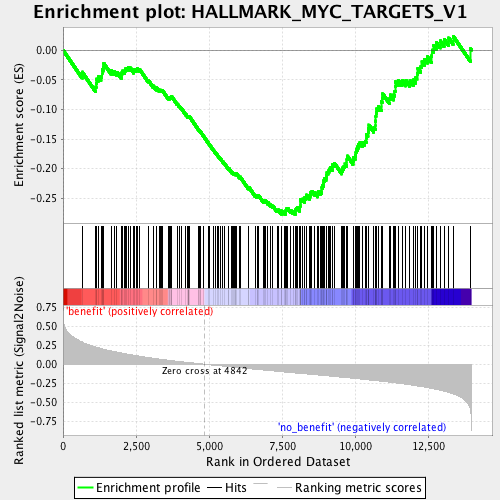 Enrichment plot: HALLMARK_MYC_TARGETS_V1
Enrichment score (ES)
0.00
-0.05
-0.10
-0.15
-0.20
-0.25
Ranked list metric (Signal2Noise)
0.75
0.50
0.25
0.00
-0.25
-0.50
-0.75
'benefit' (positively correlated)
Zero cross at 4842
'no_benefit' (negatively correlated)
0
2,500
5,000
7,500
10,000
12,500
Rank in Ordered Dataset
Enrichment profile
Hits
Ranking metric scores